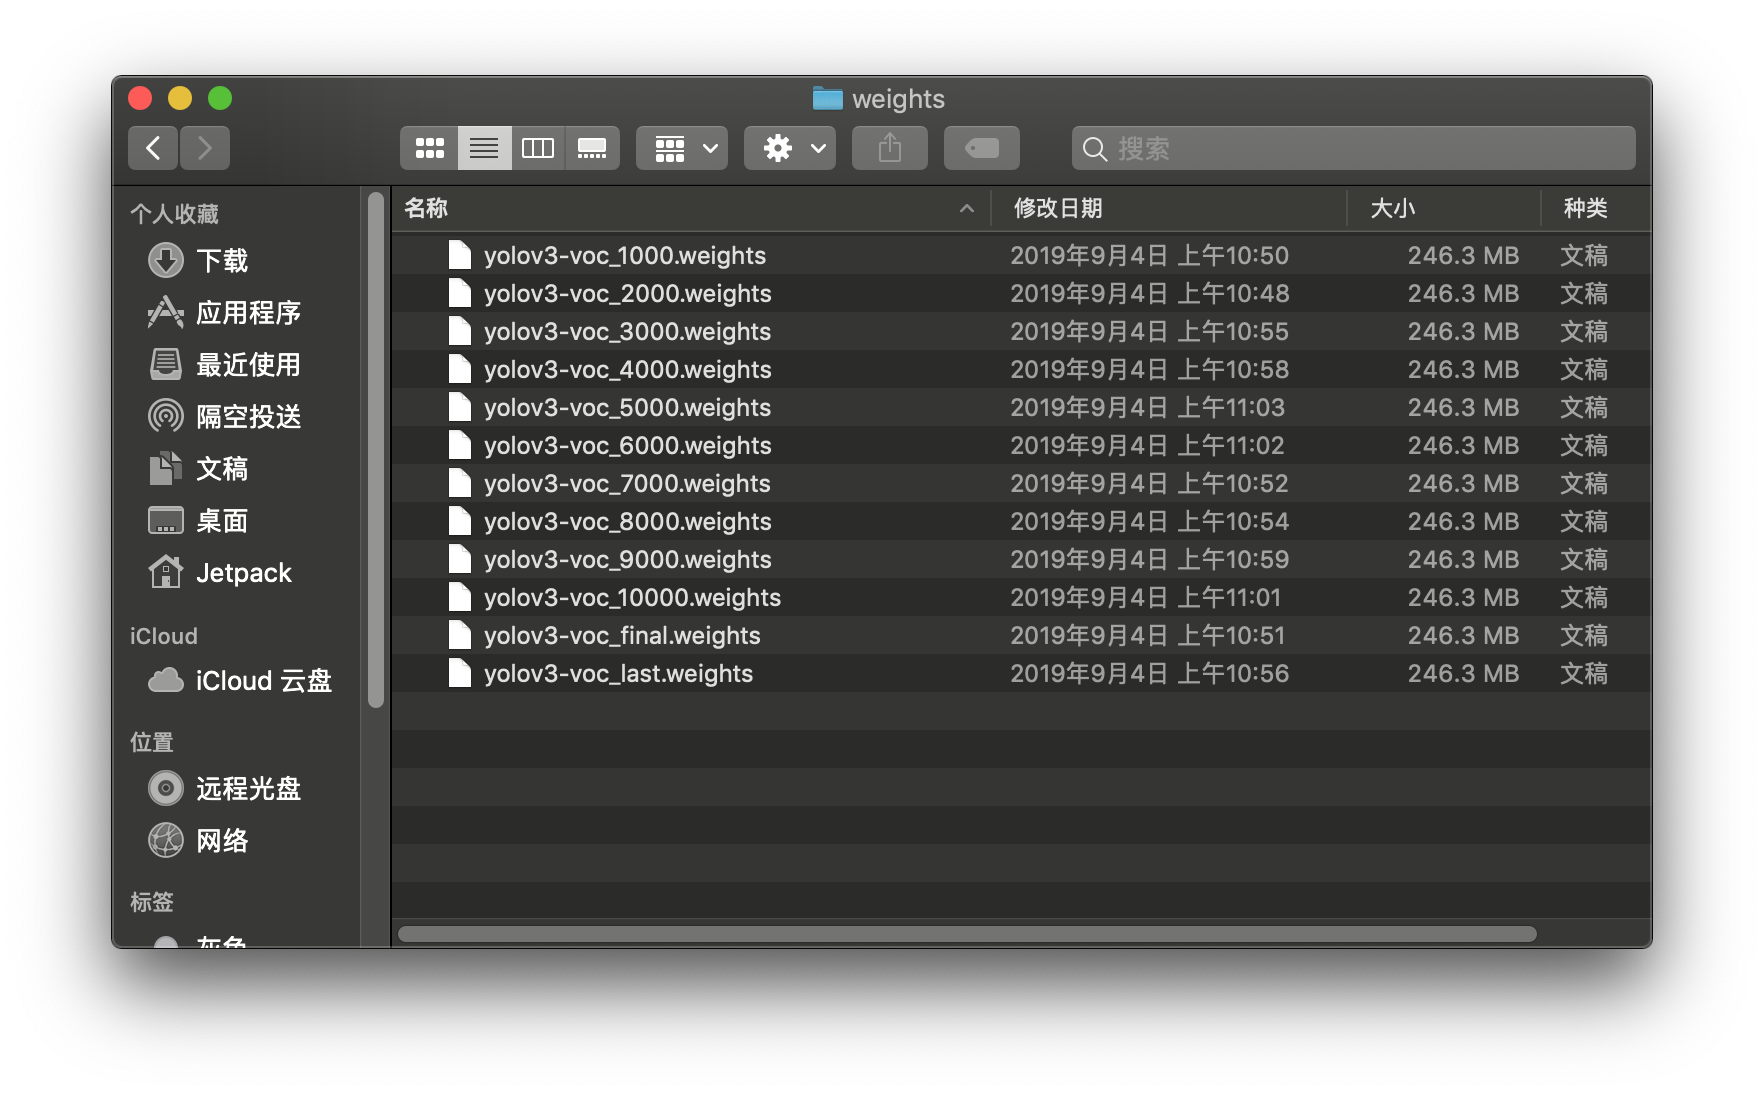 weights
搜索
个人收藏
下载
应用程序
最近使用
隔空投送
文稿
桌面
Jetpack
iCloud
iCloud 云盘
位置
远程光盘
网络
标签
灰色
名称 修改日期 大小 种类
yolov3-voc_1000.weights 2019年9月4日 上午10:50 246.3 MB 文稿
yolov3-voc_2000.weights 2019年9月4日 上午10:48 246.3 MB 文稿
yolov3-voc_3000.weights 2019年9月4日 上午10:55 246.3 MB 文稿
yolov3-voc_4000.weights 2019年9月4日 上午10:58 246.3 MB 文稿
yolov3-voc_5000.weights 2019年9月4日 上午11:03 246.3 MB 文稿
yolov3-voc_6000.weights 2019年9月4日 上午11:02 246.3 MB 文稿
yolov3-voc_7000.weights 2019年9月4日 上午10:52 246.3 MB 文稿
yolov3-voc_8000.weights 2019年9月4日 上午10:54 246.3 MB 文稿
yolov3-voc_9000.weights 2019年9月4日 上午10:59 246.3 MB 文稿
yolov3-voc_10000.weights 2019年9月4日 上午11:01 246.3 MB 文稿
yolov3-voc_final.weights 2019年9月4日 上午10:51 246.3 MB 文稿
yolov3-voc_last.weights 2019年9月4日 上午10:56 246.3 MB 文稿